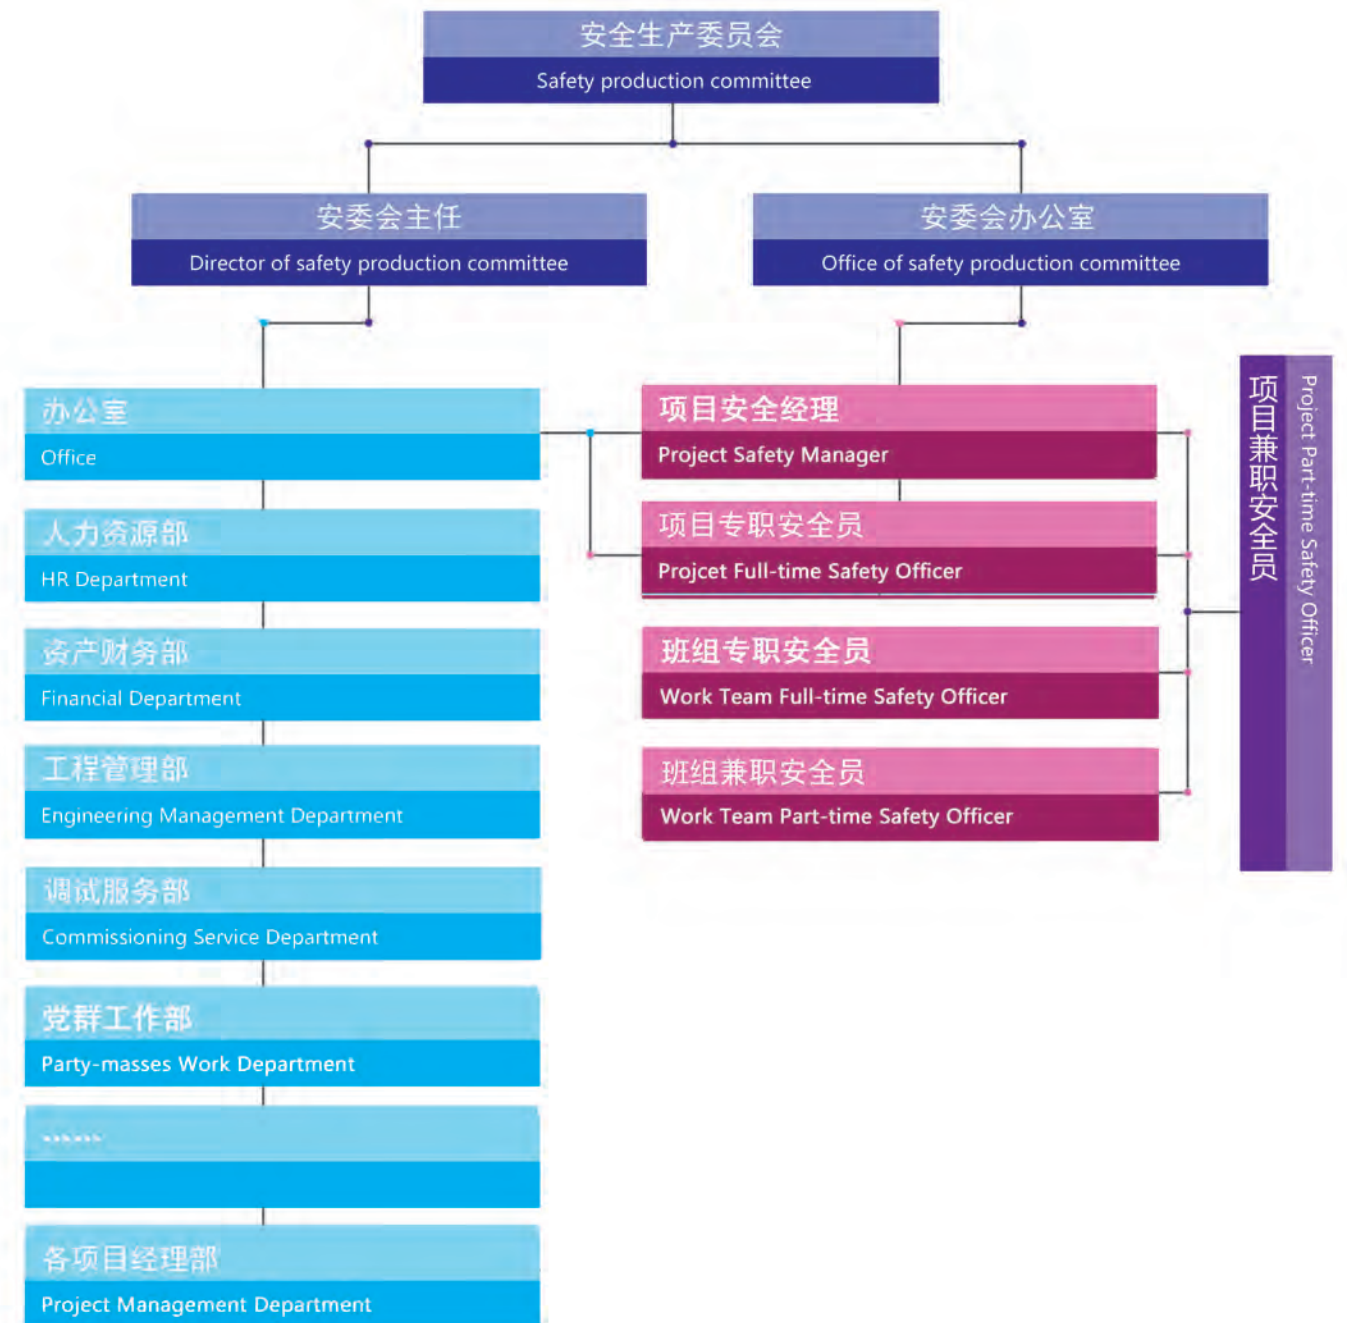 安全生产委员会
Safety production committee
安委会主任
Director of safety production committee
安委会办公室
Office of safety production committee
办公室
Office
人力资源部
HR Department
资产财务部
Financial Department
工程管理部
Engineering Management Department
调试服务部
Commissioning Service Department
党群工作部
Party-masses Work Department
······
各项目经理部
Project Management Department
项目安全经理
Project Safety Manager
项目专职安全员
Projcet Full-time Safety Officer
班组专职安全员
Work Team Full-time Safety Officer
班组兼职安全员
Work Team Part-time Safety Officer
项目兼职安全员
Project Part-time Safety Officer